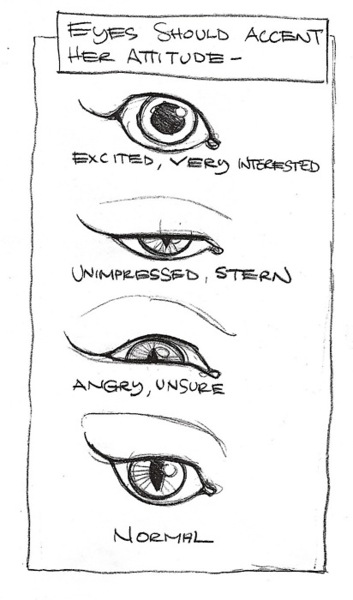 EYES SHOULD ACCENT
HER ATTITUDE-
EXCITED, VERY INTERESTED
UNIMPRESSED, STERN
ANGRY, UNSURE
NORMAL